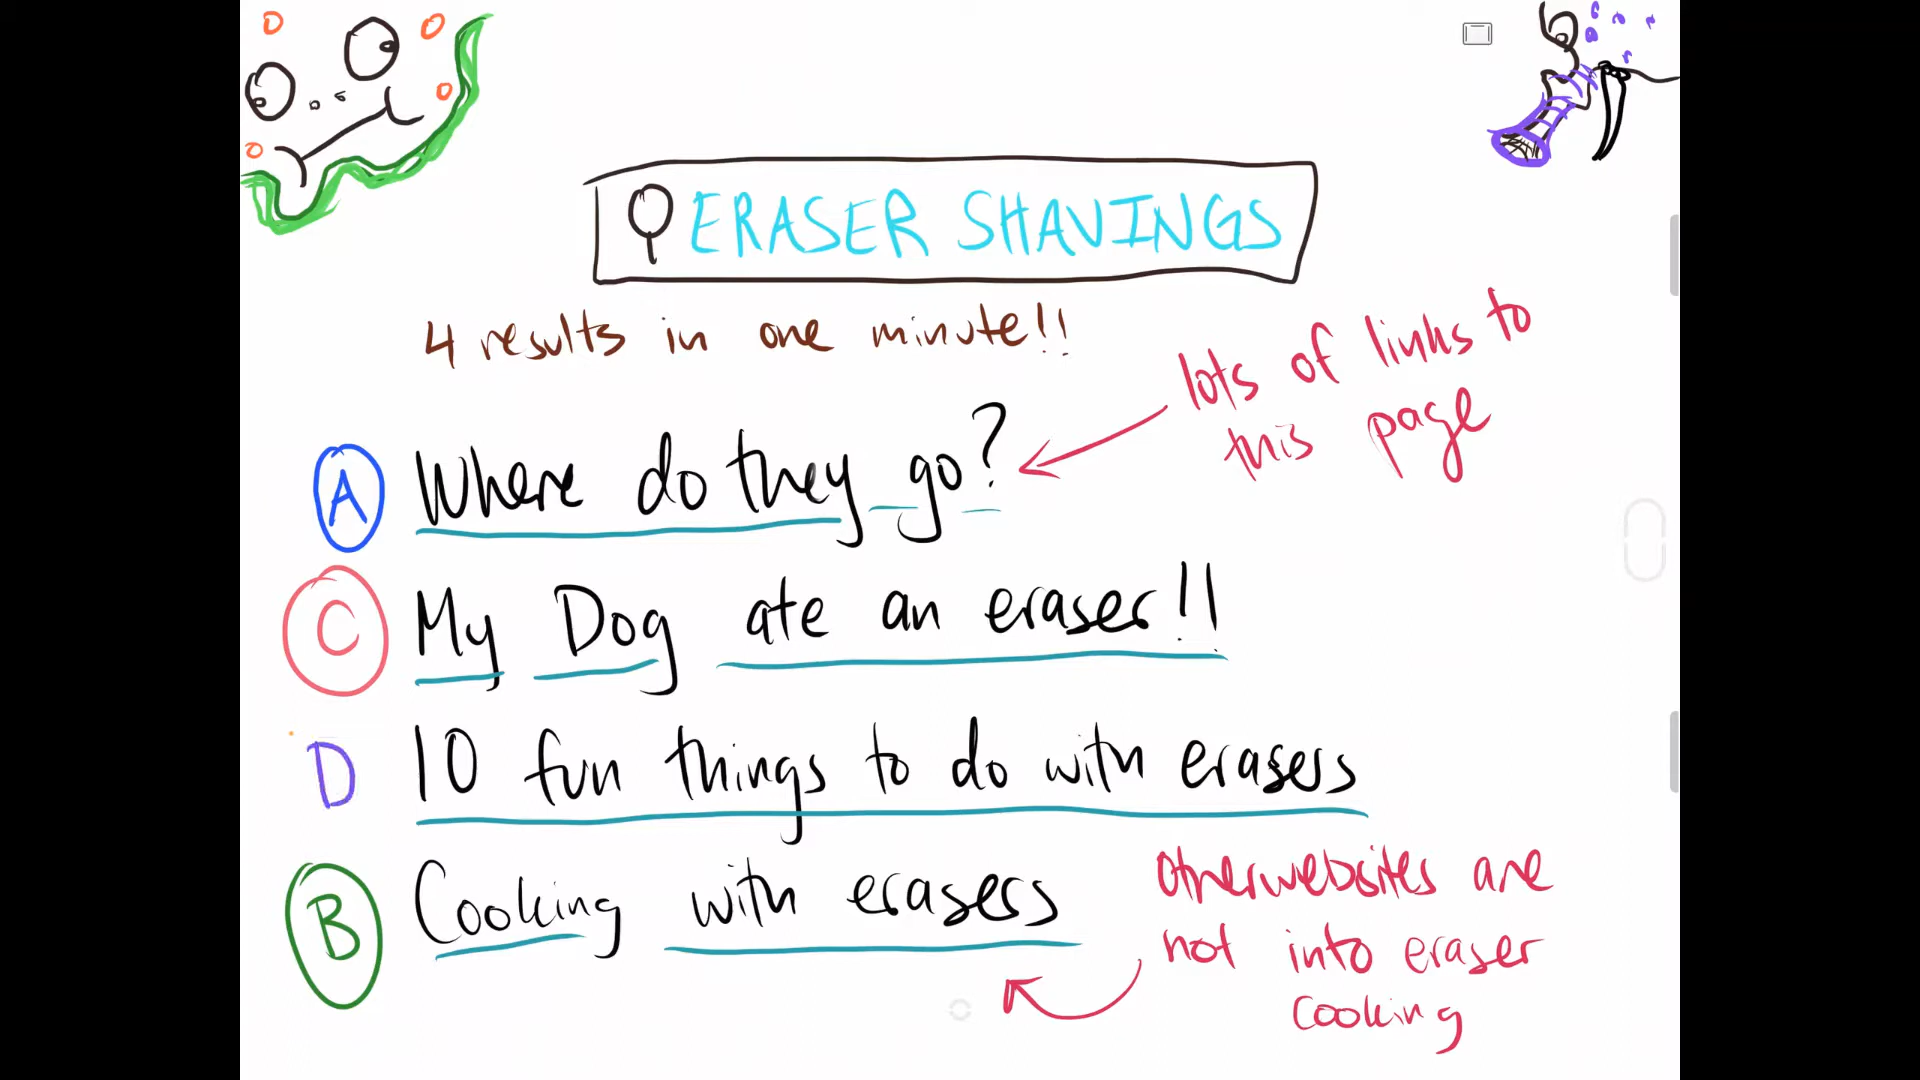 ERASER SHAVINGS
4 results in one minute!!
lots of links to
this page
A Where do they go?
C My Dog ate an eraser!!
D 10 fun things to do with erasers
B Cooking with erasers
Otherwebsites are
not into eraser
cooking